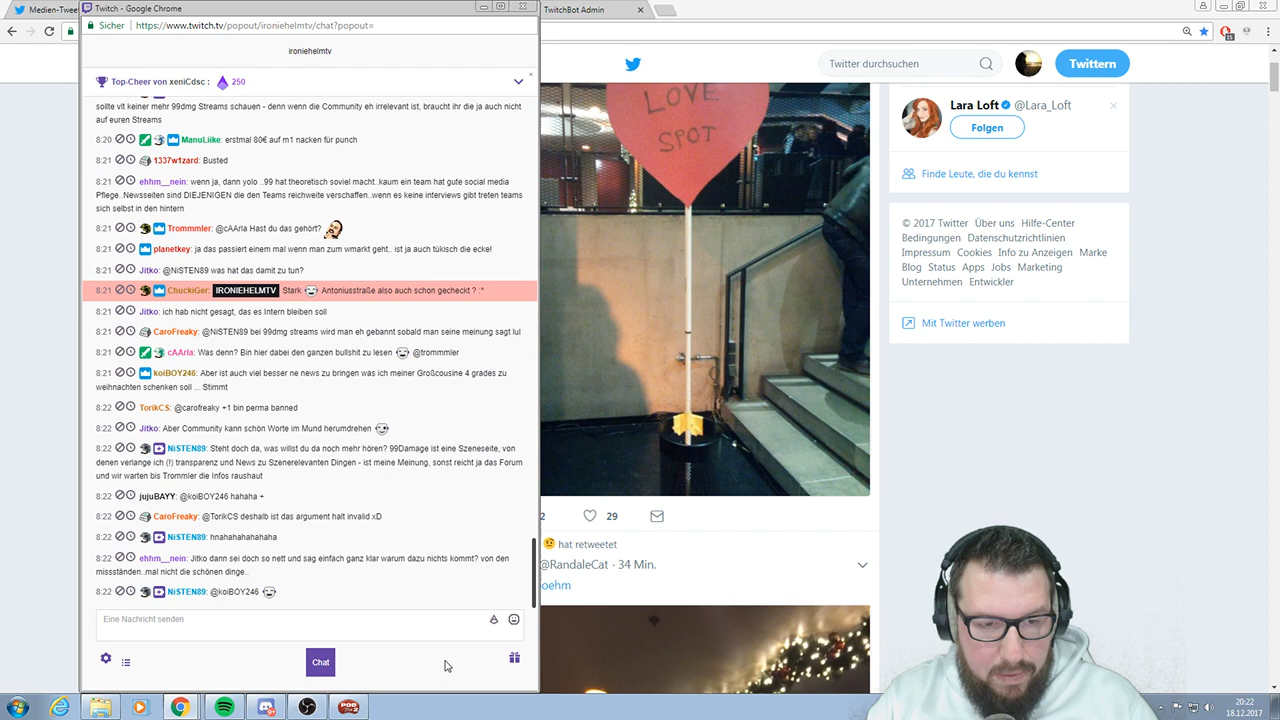 Medien-Tweet
Twitch - Google Chrome
TwitchBot Admin
Sicher https://www.twitch.tv/popout/ironiehelmtv/chat?popout=
ironiehelmtv
Top-Cheer von xeniCdsc : 250
sollte vlt keiner mehr 99dmg Streams schauen - denn wenn die Community eh irrelevant ist, braucht ihr die ja auch nicht
auf euren Streams
8:20 ManuLiike: erstmal 80€ auf m1 nacken für punch
8:21 1337w1zard: Busted
8:21 ehhm__nein: wenn ja, dann yolo ..99 hat theoretisch soviel macht..kaum ein team hat gute social media
Pflege..Newsseiten sind DIEJENIGEN die den Teams reichweite verschaffen..wenn es keine interviews gibt treten teams
sich selbst in den hintern
8:21 Trommmler: @cAArla Hast du das gehört?
8:21 planetkey: ja das passiert einem mal wenn man zum wmarkt geht.. ist ja auch tükisch die ecke!
8:21 Jitko: @NiSTEN89 was hat das damit zu tun?
8:21 ChuckiGer: IRONIEHELMTV Stark Antoniusstraße also auch schon gecheckt ? :*
8:21 Jitko: ich hab nicht gesagt, das es Intern bleiben soll
8:21 CaroFreaky: @NiSTEN89 bei 99dmg streams wird man eh gebannt sobald man seine meinung sagt lul
8:21 cAArla: Was denn? Bin hier dabei den ganzen bullshit zu lesen @trommmler
8:21 koiBOY246: Aber ist auch viel besser ne news zu bringen was ich meiner Großcousine 4 grades zu
weihnachten schenken soll ... Stimmt
8:22 TorikCS: @carofreaky +1 bin perma banned
8:22 Jitko: Aber Community kann schön Worte im Mund herumdrehen
8:22 NiSTEN89: Steht doch da, was willst du da noch mehr hören? 99Damage ist eine Szeneseite, von
denen verlange ich (!) transparenz und News zu Szenerelevanten Dingen - ist meine Meinung, sonst reicht ja das Forum
und wir warten bis Trommler die Infos raushaut
8:22 jujuBAYY: @koiBOY246 hahaha +
8:22 CaroFreaky: @TorikCS deshalb ist das argument halt invalid xD
8:22 NiSTEN89: hnahahahahahaha
8:22 ehhm__nein: Jitko dann sei doch so nett und sag einfach ganz klar warum dazu nichts kommt? von den
missständen..mal nicht die schönen dinge..
8:22 NiSTEN89: @koiBOY246
Eine Nachricht senden
Chat
Twitter durchsuchen
Twittern
LOVE
SPOT
2 29
hat retweetet
@RandaleCat · 34 Min.
oehm
Lara Loft @Lara_Loft
Folgen
Finde Leute, die du kennst
© 2017 Twitter Über uns Hilfe-Center
Bedingungen Datenschutzrichtlinien
Impressum Cookies Info zu Anzeigen Marke
Blog Status Apps Jobs Marketing
Unternehmen Entwickler
Mit Twitter werben
20:22
18.12.2017